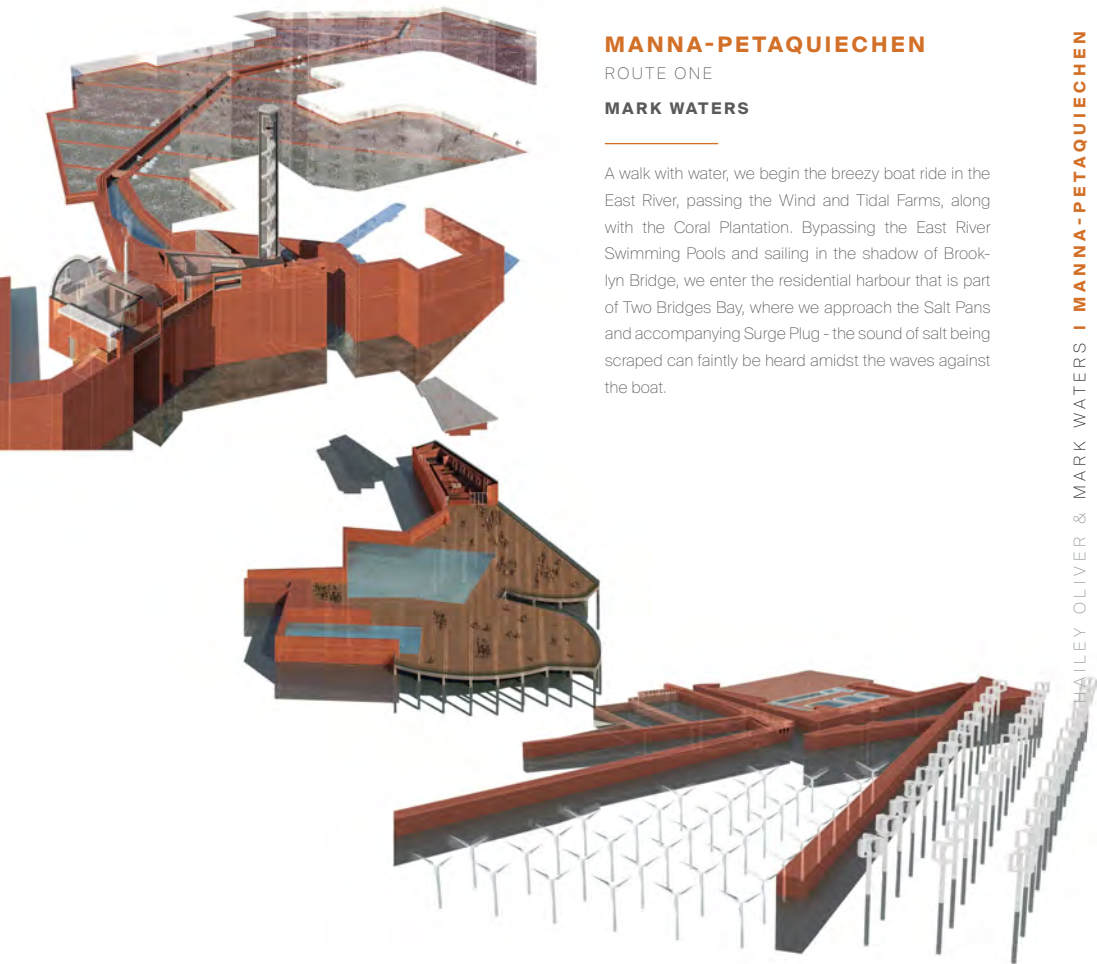 MANNA-PETAQUIECHEN
ROUTE ONE
MARK WATERS
A walk with water, we begin the breezy boat ride in the
East River, passing the Wind and Tidal Farms, along
with the Coral Plantation. Bypassing the East River
Swimming Pools and sailing in the shadow of Brook-
lyn Bridge, we enter the residential harbour that is part
of Two Bridges Bay, where we approach the Salt Pans
and accompanying Surge Plug - the sound of salt being
scraped can faintly be heard amidst the waves against
the boat.
HAILEY OLIVER & MARK WATERS I MANNA-PETAQUIECHEN